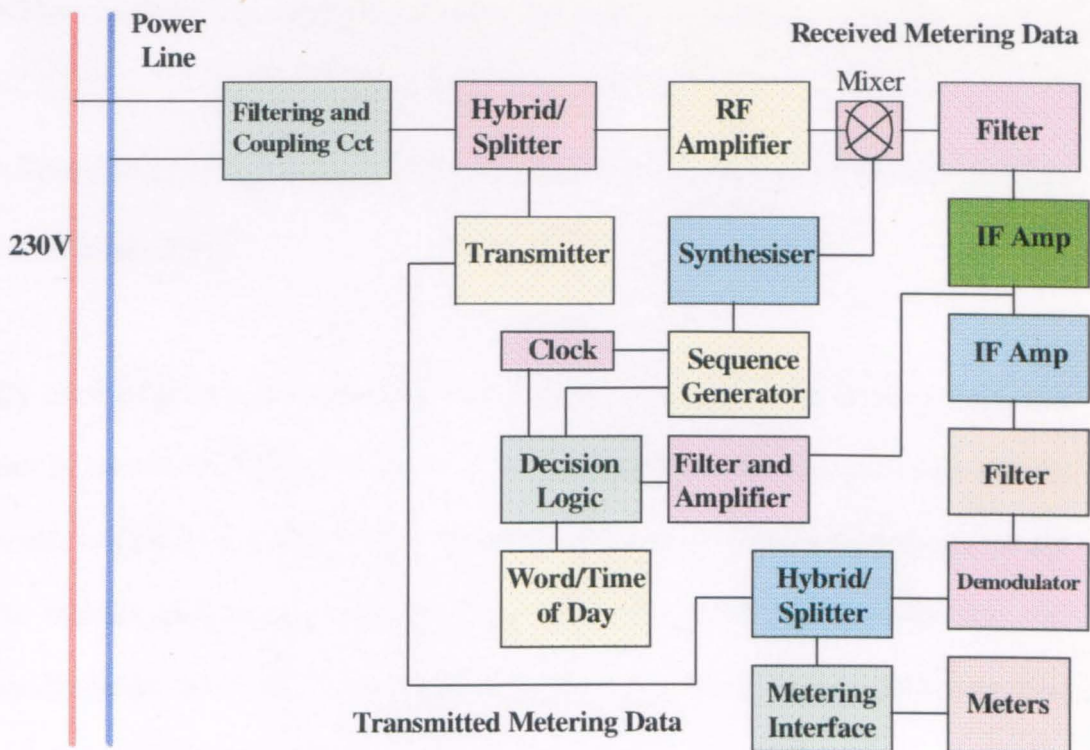 Power
Line
Received Metering Data
Mixer
Filtering and
Coupling Cct
Hybrid/
Splitter
RF
Amplifier
Filter
230V
Transmitter
Synthesiser
IF Amp
Clock
Sequence
Generator
IF Amp
Decision
Logic
Filter and
Amplifier
Filter
Word/Time
of Day
Hybrid/
Splitter
Demodulator
Metering
Interface
Meters
Transmitted Metering Data